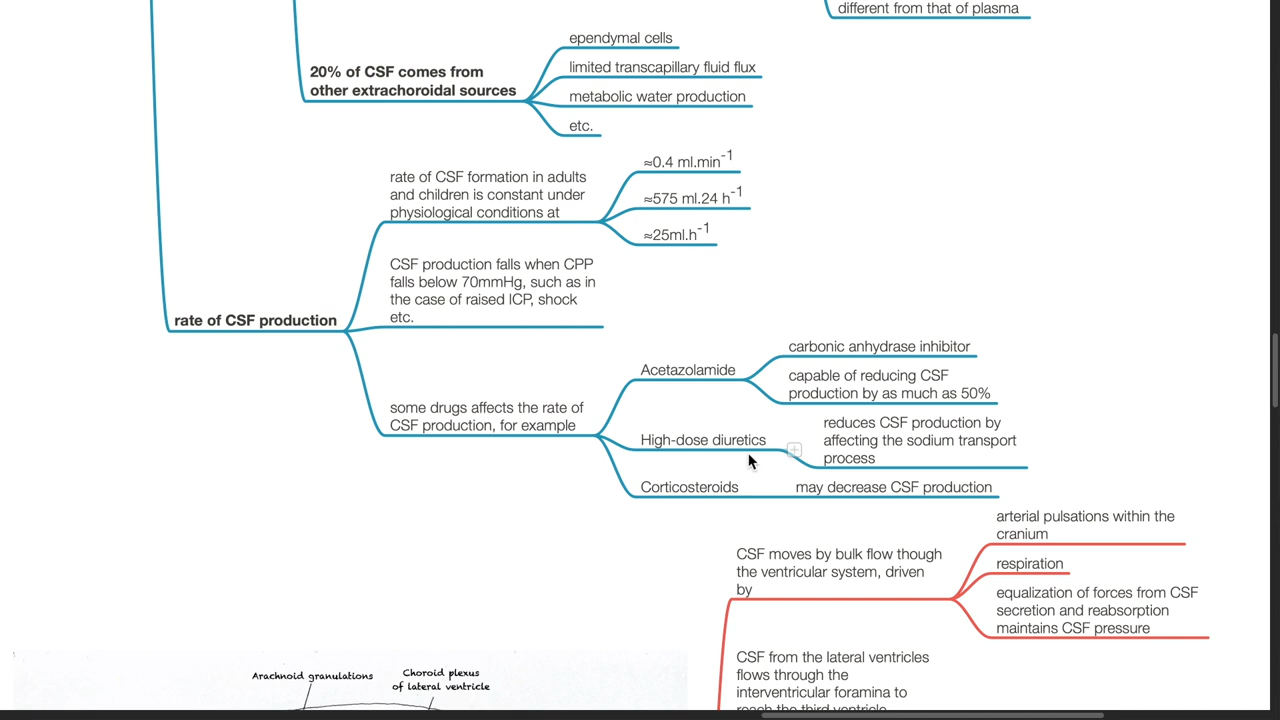 different from that of plasma
20% of CSF comes from
other extrachoroidal sources
ependymal cells
limited transcapillary fluid flux
metabolic water production
etc.
rate of CSF production
rate of CSF formation in adults
and children is constant under
physiological conditions at
≈0.4 ml.min-1
≈575 ml.24 h-1
≈25ml.h-1
CSF production falls when CPP
falls below 70mmHg, such as in
the case of raised ICP, shock
etc.
some drugs affects the rate of
CSF production, for example
Acetazolamide
carbonic anhydrase inhibitor
capable of reducing CSF
production by as much as 50%
High-dose diuretics
reduces CSF production by
affecting the sodium transport
process
Corticosteroids
may decrease CSF production
CSF moves by bulk flow though
the ventricular system, driven
by
arterial pulsations within the
cranium
respiration
equalization of forces from CSF
secretion and reabsorption
maintains CSF pressure
CSF from the lateral ventricles
flows through the
interventricular foramina to
reach the third ventricle
Arachnoid granulations
Choroid plexus
of lateral ventricle